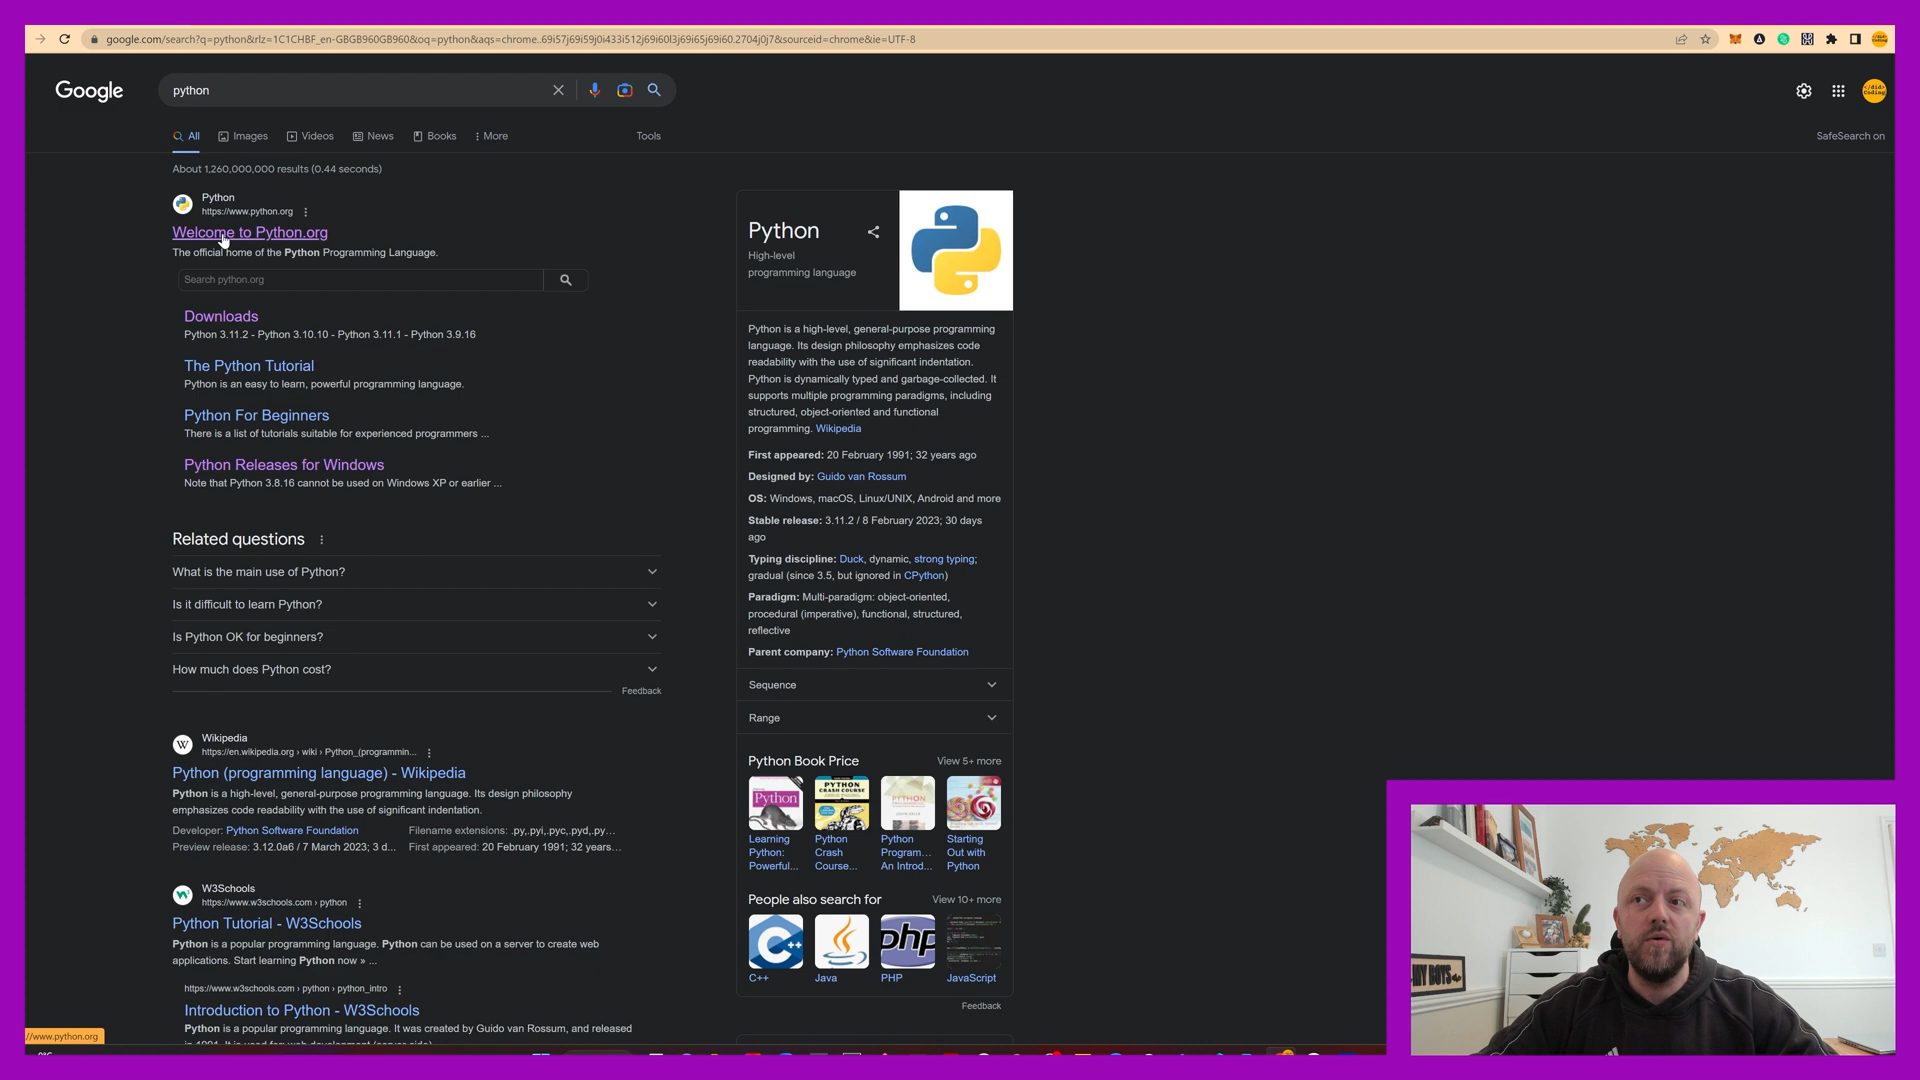 google.com/search?q=python&rlz=1C1CHBF_en-GBGB960GB960&oq=python&aqs=chrome..69i57j69i59j0i433i512j69i60l3j69i65j69i60.2704j0j7&sourceid=chrome&ie=UTF-8
Google
python
All
Images
Videos
News
Books
More
Tools
SafeSearch on
About 1,260,000,000 results (0.44 seconds)
Python
https://www.python.org
Welcome to Python.org
The official home of the Python Programming Language.
Search python.org
Downloads
Python 3.11.2 - Python 3.10.10 - Python 3.11.1 - Python 3.9.16
The Python Tutorial
Python is an easy to learn, powerful programming language.
Python For Beginners
There is a list of tutorials suitable for experienced programmers ...
Python Releases for Windows
Note that Python 3.8.16 cannot be used on Windows XP or earlier ...
Related questions
What is the main use of Python?
Is it difficult to learn Python?
Is Python OK for beginners?
How much does Python cost?
Feedback
Wikipedia
https://en.wikipedia.org › wiki › Python_(programmin...
Python (programming language) - Wikipedia
Python is a high-level, general-purpose programming language. Its design philosophy
emphasizes code readability with the use of significant indentation.
Developer: Python Software Foundation
Filename extensions: .py,.pyi,.pyc,.pyd,.py…
Preview release: 3.12.0a6 / 7 March 2023; 3 d...
First appeared: 20 February 1991; 32 years…
W3Schools
https://www.w3schools.com › python
Python Tutorial - W3Schools
Python is a popular programming language. Python can be used on a server to create web
applications. Start learning Python now » ...
https://www.w3schools.com › python › python_intro
Introduction to Python - W3Schools
Python is a popular programming language. It was created by Guido van Rossum, and released
//www.python.org
Python
High-level
programming language
Python is a high-level, general-purpose programming
language. Its design philosophy emphasizes code
readability with the use of significant indentation.
Python is dynamically typed and garbage-collected. It
supports multiple programming paradigms, including
structured, object-oriented and functional
programming. Wikipedia
First appeared: 20 February 1991; 32 years ago
Designed by: Guido van Rossum
OS: Windows, macOS, Linux/UNIX, Android and more
Stable release: 3.11.2 / 8 February 2023; 30 days
ago
Typing discipline: Duck, dynamic, strong typing;
gradual (since 3.5, but ignored in CPython)
Paradigm: Multi-paradigm: object-oriented,
procedural (imperative), functional, structured,
reflective
Parent company: Python Software Foundation
Sequence
Range
Python Book Price
View 5+ more
Python
PYTHON
CRASH
COURSE
PYTHON
Learning
Python:
Powerful...
Python
Crash
Course...
Python
Program...
An Introd...
Starting
Out with
Python
People also search for
View 10+ more
C++
php
C++
Java
PHP
JavaScript
Feedback
MY BOYS